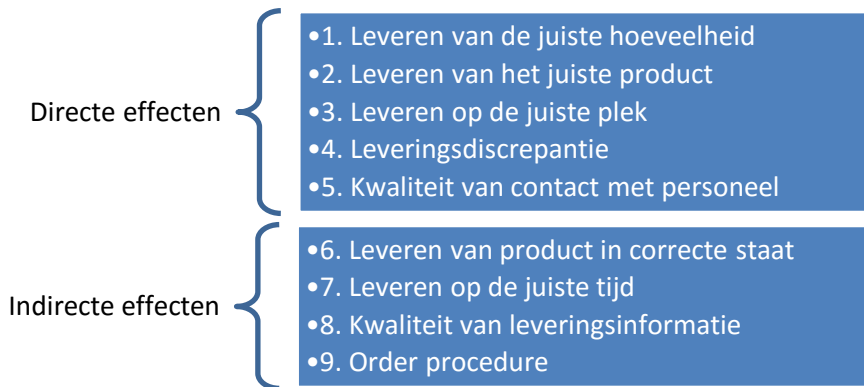 Directe effecten
•1. Leveren van de juiste hoeveelheid
•2. Leveren van het juiste product
•3. Leveren op de juiste plek
•4. Leveringsdiscrepantie
•5. Kwaliteit van contact met personeel
Indirecte effecten
•6. Leveren van product in correcte staat
•7. Leveren op de juiste tijd
•8. Kwaliteit van leveringsinformatie
•9. Order procedure